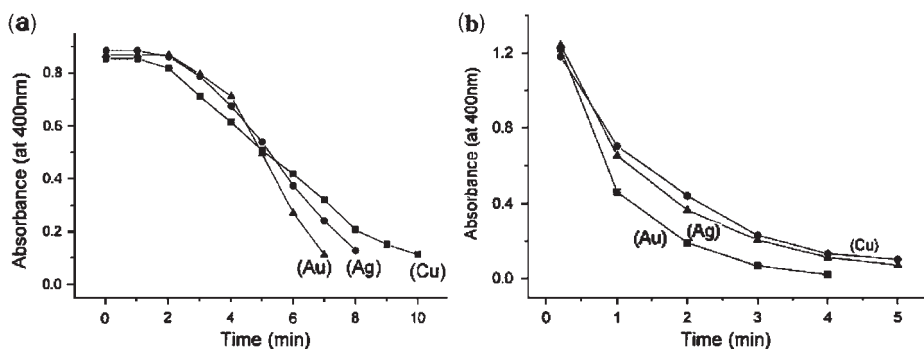 (a)
Absorbance (at 400nm)
0.8
0.6
0.4
0.2
0.0
(Au)
(Ag)
(Cu)
0 2 4 6 8 10
Time (min)
(b)
Absorbance (at 400nm)
1.2
0.8
0.4
0.0
(Au)
(Ag)
(Cu)
0 1 2 3 4 5
Time (min)